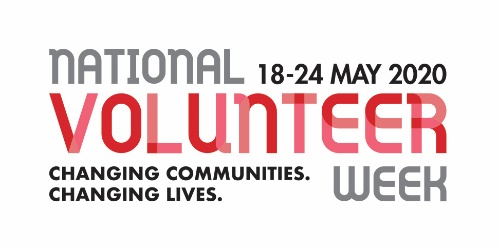 NATIONAL 18-24 MAY 2020
VOLUNTEER
CHANGING COMMUNITIES. WEEK
CHANGING LIVES.